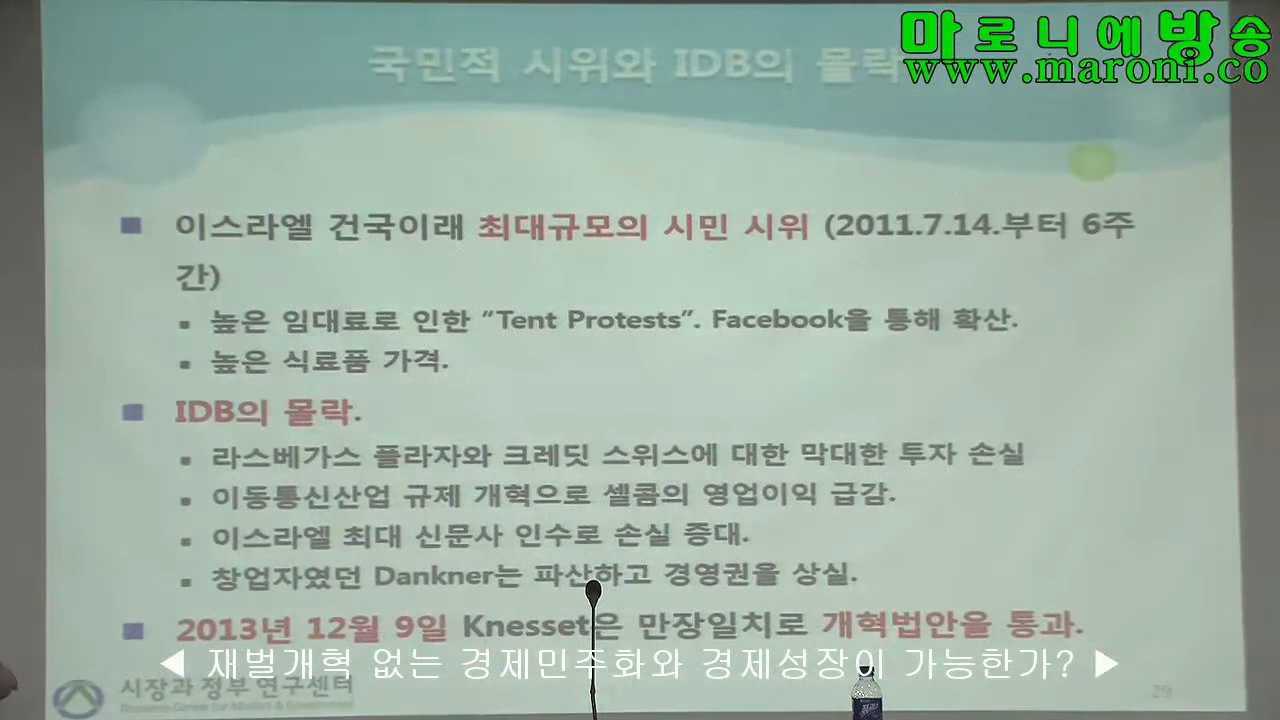 마로니에방송
www.maroni.co
국민적 시위와 IDB의 몰락
이스라엘 건국이래 최대규모의 시민 시위 (2011.7.14.부터 6주
간)
높은 임대료로 인한 “Tent Protests”. Facebook을 통해 확산.
높은 식료품 가격.
IDB의 몰락.
라스베가스 플라자와 크레딧 스위스에 대한 막대한 투자 손실
이동통신산업 규제 개혁으로 셀콤의 영업이익 급감.
이스라엘 최대 신문사 인수로 손실 증대.
창업자였던 Dankner는 파산하고 경영권을 상실.
2013년 12월 9일 Knesset은 만장일치로 개혁법안을 통과.
◀ 재벌개혁 없는 경제민주화와 경제성장이 가능한가? ▶
시장과 정부 연구센터
Research Center for Market & Government
29